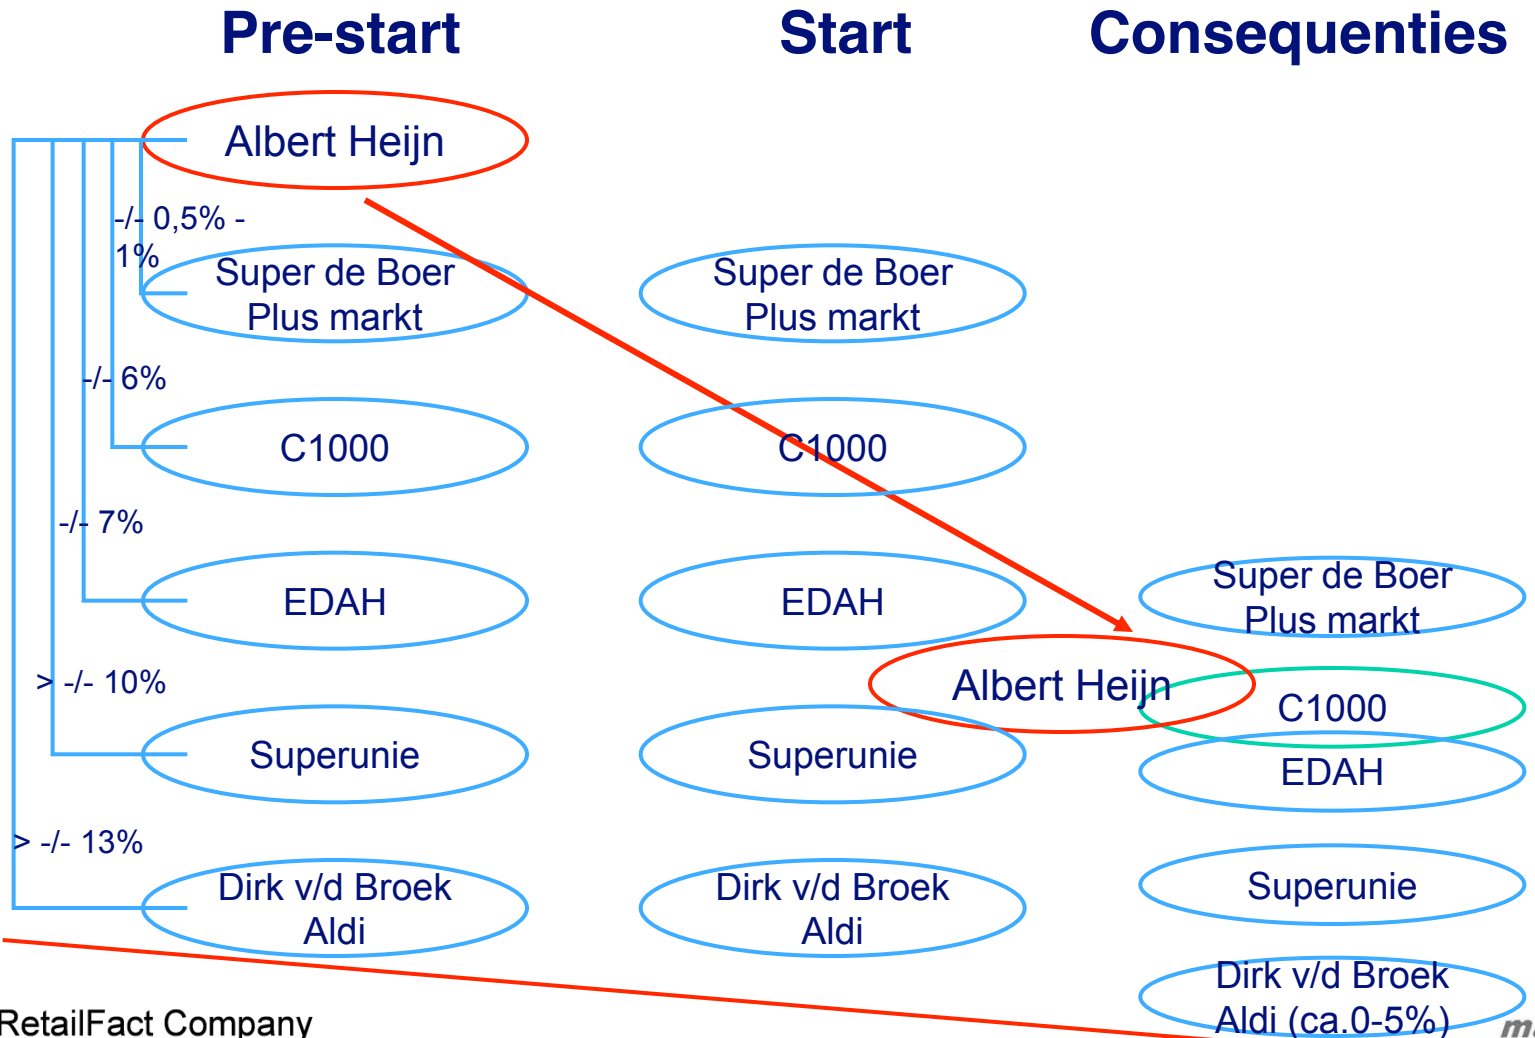 Pre-start
Start
Consequenties
Albert Heijn
-/- 0,5% -
1%
Super de Boer
Plus markt
Super de Boer
Plus markt
-/- 6%
C1000
C1000
-/- 7%
EDAH
EDAH
Super de Boer
Plus markt
Albert Heijn
> -/- 10%
C1000
Superunie
Superunie
EDAH
> -/- 13%
Dirk v/d Broek
Aldi
Dirk v/d Broek
Aldi
Superunie
Dirk v/d Broek
Aldi (ca.0-5%)
RetailFact Company